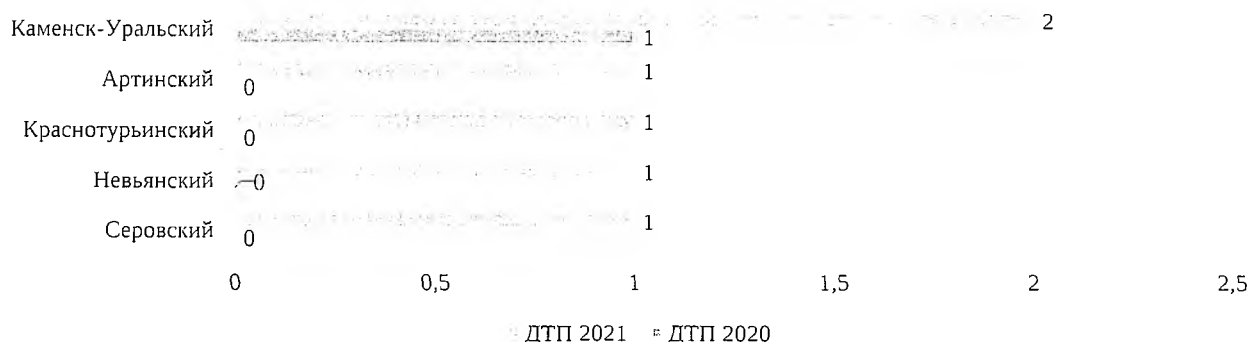 Каменск-Уральский 2
1
Артинский 1
0
Краснотурьинский 1
0
Невьянский 1
0
Серовский 1
0
0 0,5 1 1,5 2 2,5
ДТП 2021 ДТП 2020